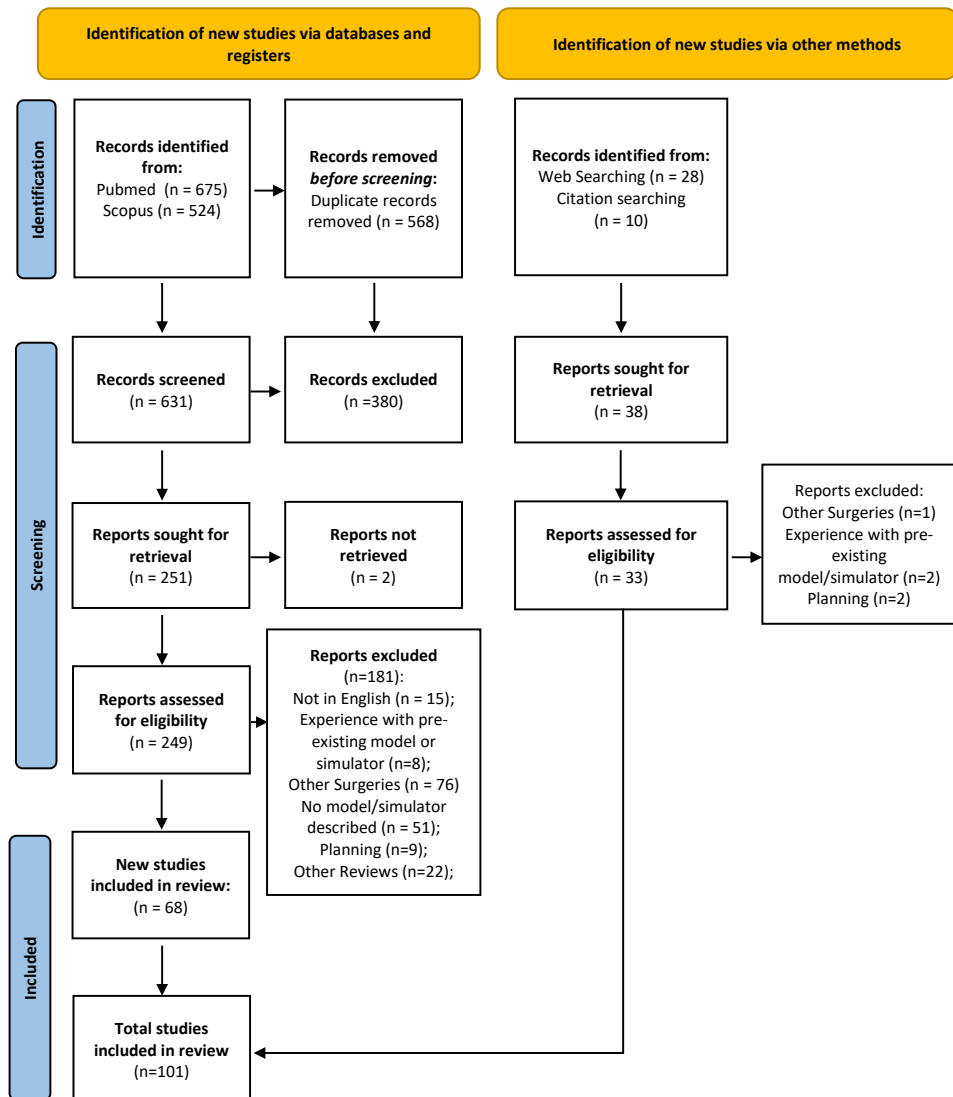 Identification of new studies via databases and
registers
Identification of new studies via other methods
Identification
Records identified
from:
Pubmed (n = 675)
Scopus (n = 524)
Records removed
before screening:
Duplicate records
removed (n = 568)
Records identified from:
Web Searching (n = 28)
Citation searching
(n = 10)
Screening
Records screened
(n = 631)
Records excluded
(n =380)
Reports sought for
retrieval
(n = 38)
Reports sought for
retrieval
(n = 251)
Reports not
retrieved
(n = 2)
Reports assessed for
eligibility
(n = 33)
Reports excluded:
Other Surgeries (n=1)
Experience with pre-
existing
model/simulator (n=2)
Planning (n=2)
Reports assessed
for eligibility
(n = 249)
Reports excluded
(n=181):
Not in English (n = 15);
Experience with pre-
existing model or
simulator (n=8);
Other Surgeries (n = 76)
No model/simulator
described (n = 51);
Planning (n=9);
Other Reviews (n=22);
Included
New studies
included in review:
(n = 68)
Total studies
included in review
(n=101)